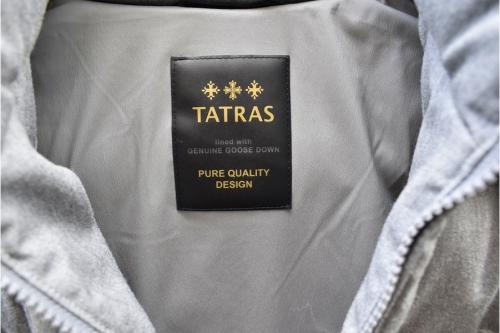 TATRAS
lined with
GENUINE GOOSE DOWN
PURE QUALITY
DESIGN